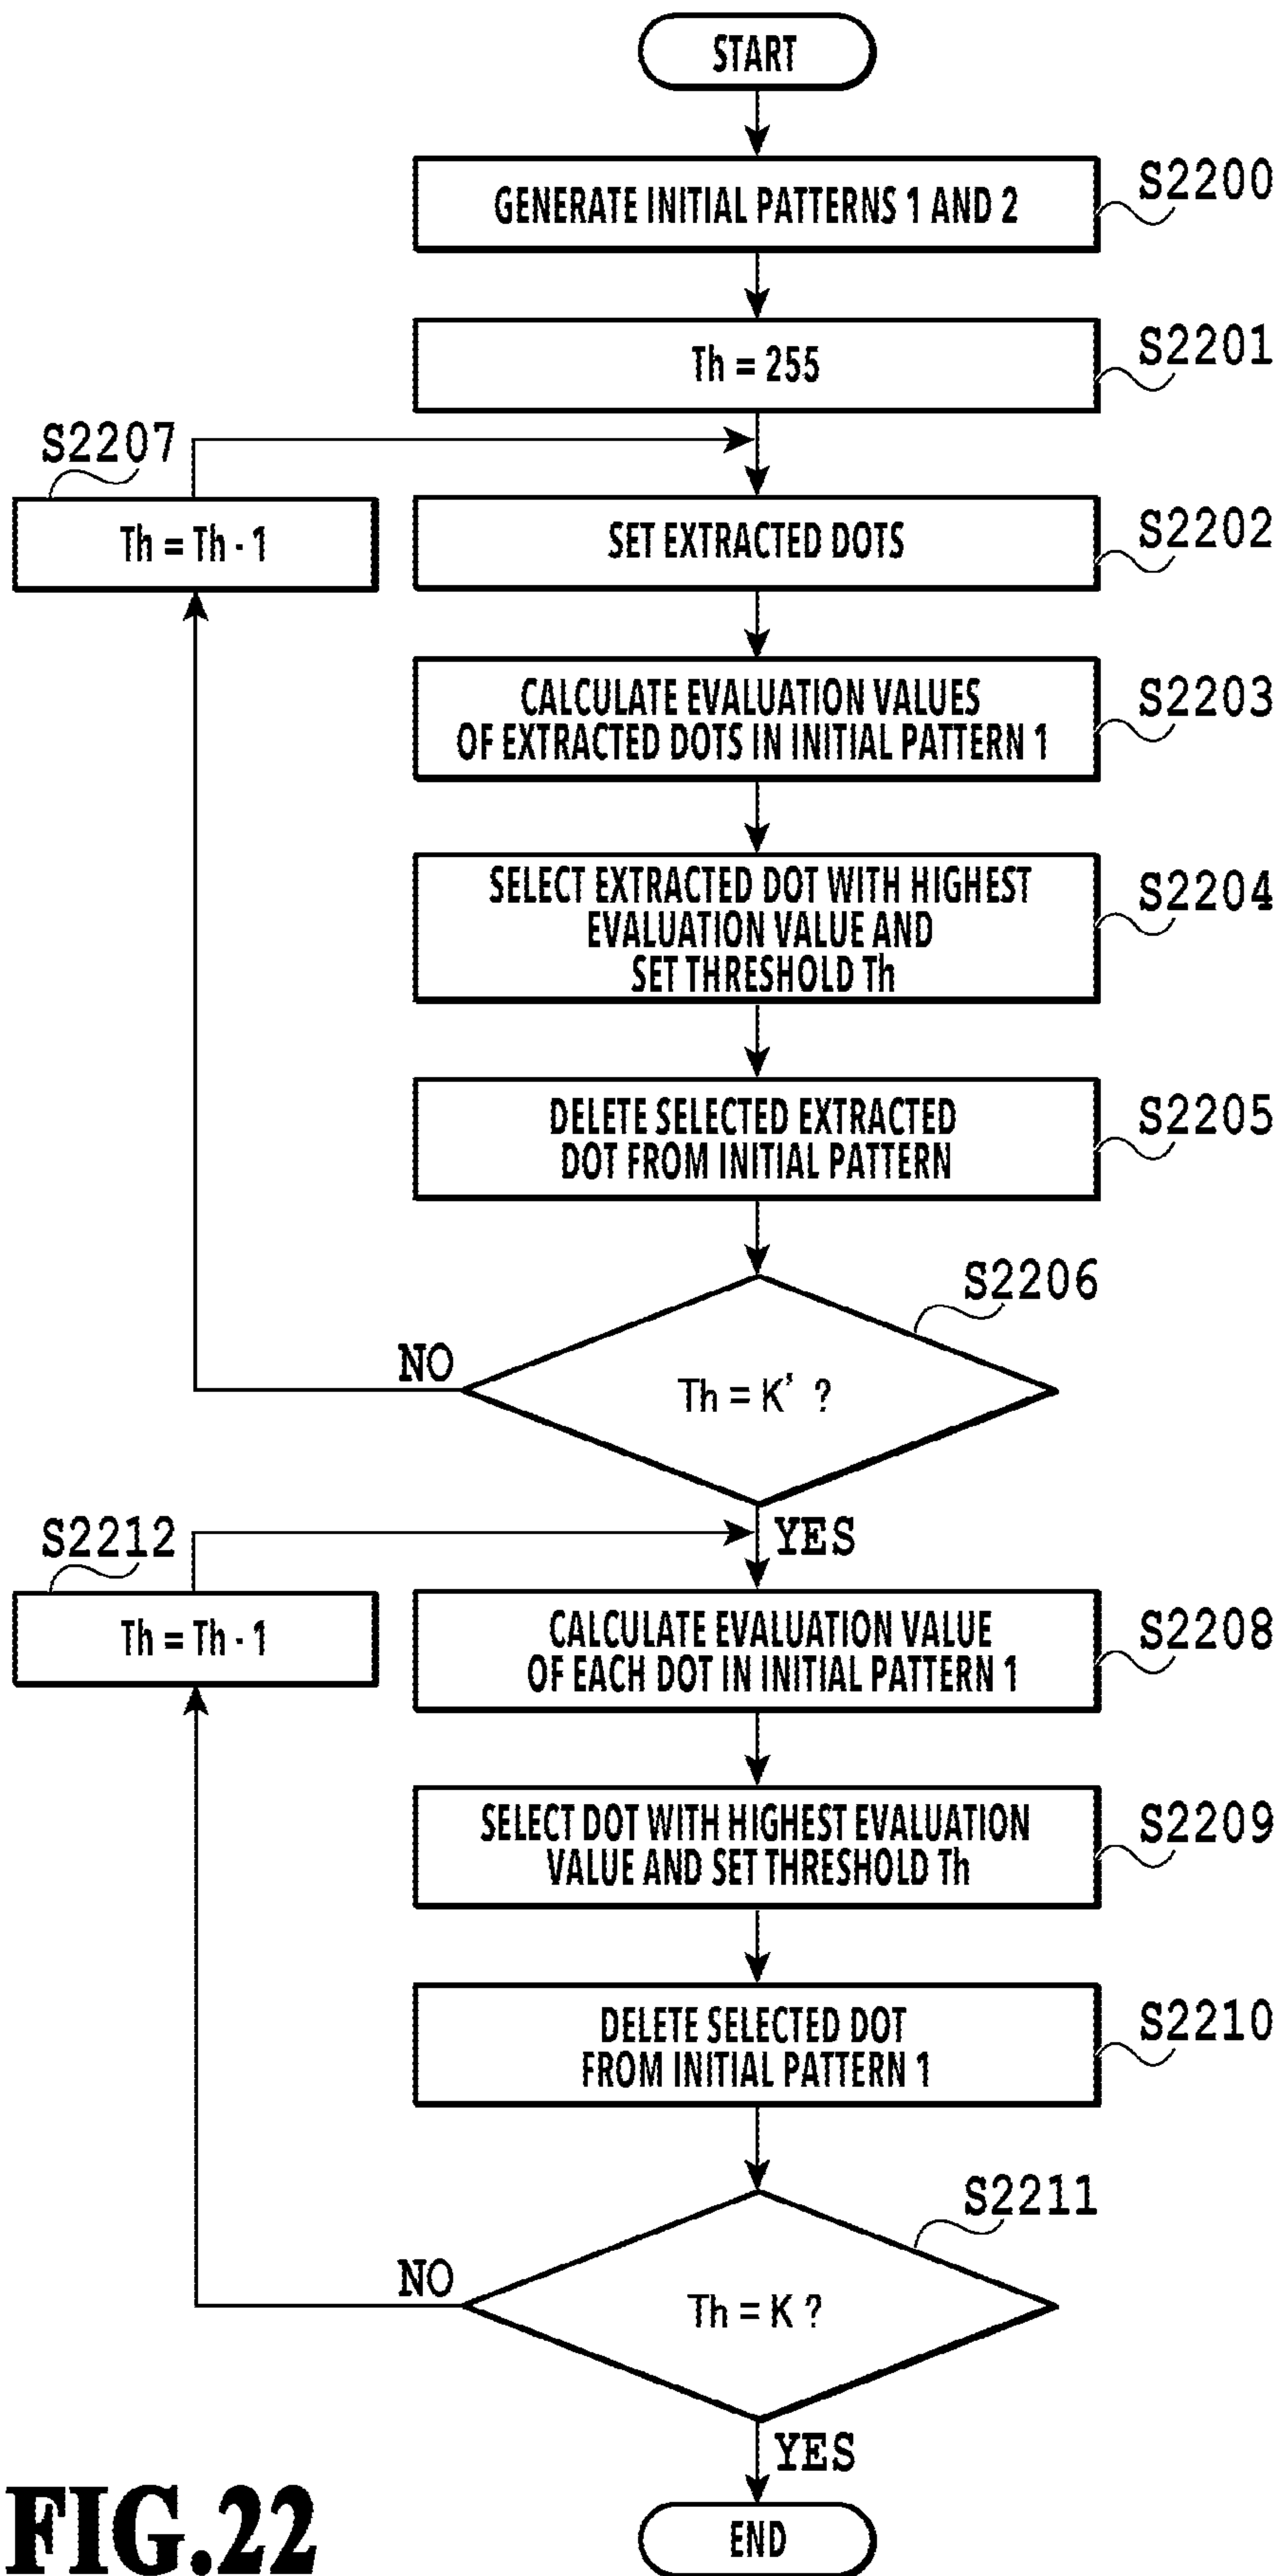 START
GENERATE INITIAL PATTERNS 1 AND 2
S2200
Th = 255
S2201
S2207
Th = Th - 1
SET EXTRACTED DOTS
S2202
CALCULATE EVALUATION VALUES
OF EXTRACTED DOTS IN INITIAL PATTERN 1
S2203
SELECT EXTRACTED DOT WITH HIGHEST
EVALUATION VALUE AND
SET THRESHOLD Th
S2204
DELETE SELECTED EXTRACTED
DOT FROM INITIAL PATTERN
S2205
S2206
NO
Th = K' ?
YES
S2212
Th = Th - 1
CALCULATE EVALUATION VALUE
OF EACH DOT IN INITIAL PATTERN 1
S2208
SELECT DOT WITH HIGHEST EVALUATION
VALUE AND SET THRESHOLD Th
S2209
DELETE SELECTED DOT
FROM INITIAL PATTERN 1
S2210
S2211
NO
Th = K ?
YES
END
FIG.22